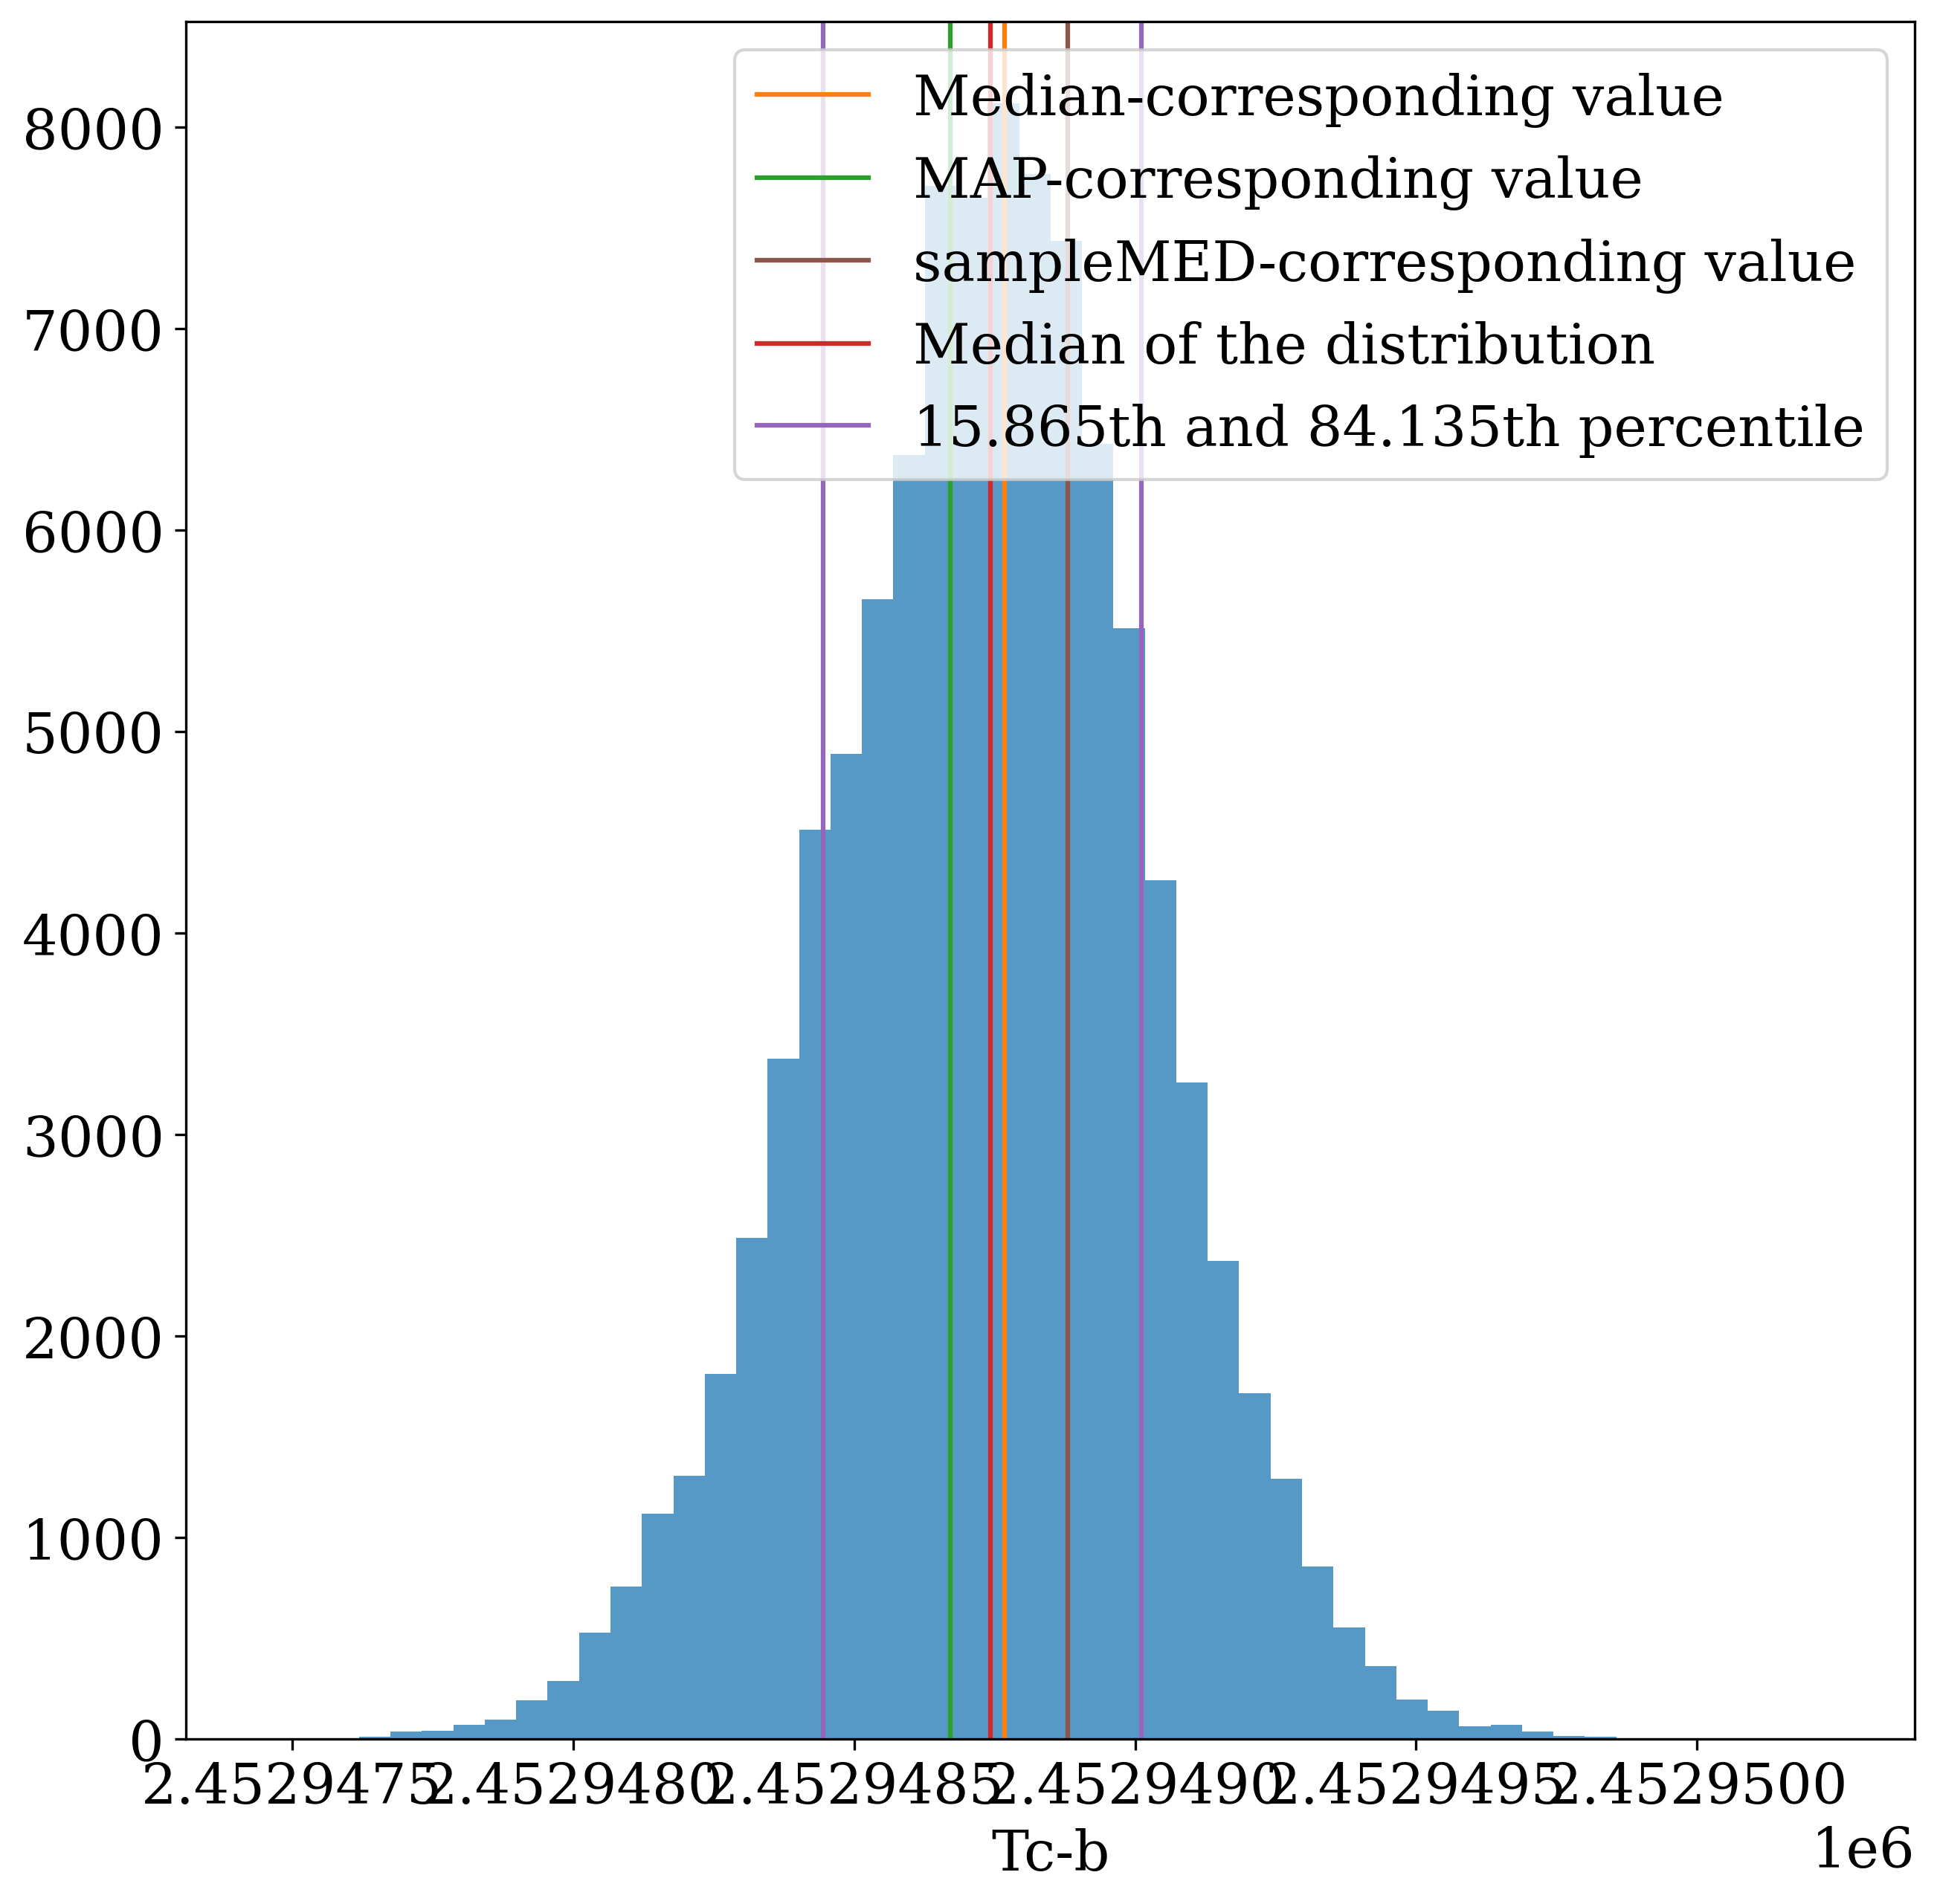 Median-corresponding value
MAP-corresponding value
sampleMED-corresponding value
Median of the distribution
15.865th and 84.135th percentile
8000
7000
6000
5000
4000
3000
2000
1000
0
2.4529475 2.4529480 2.4529485 2.4529490 2.4529495 2.4529500
Tc-b
1e6